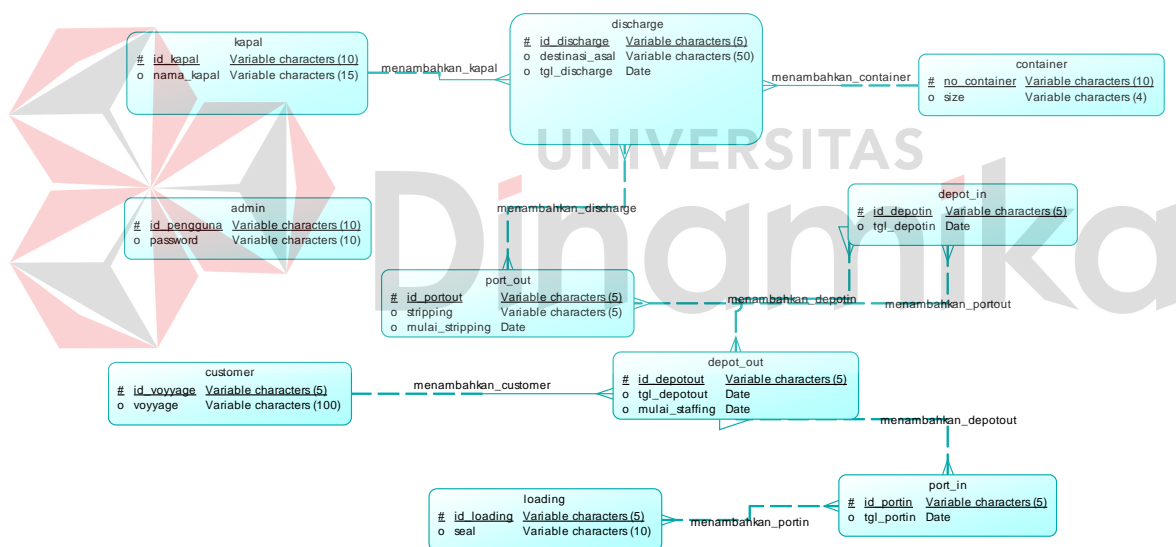 discharge
# id_discharge Variable characters (5)
o destinasi_asal Variable characters (50)
o tgl_discharge Date
kapal
# id_kapal Variable characters (10)
o nama_kapal Variable characters (15)
menambahkan_kapal
menambahkan_container
container
# no_container Variable characters (10)
o size Variable characters (4)
UNIVERSITAS
Dinamika
admin
# id_pengguna Variable characters (10)
o password Variable characters (10)
menambahkan_discharge
depot_in
# id_depotin Variable characters (5)
o tgl_depotin Date
port_out
# id_portout Variable characters (5)
o stripping Variable characters (5)
o mulai_stripping Date
menambahkan_depotin
menambahkan_portout
customer
# id_voyyage Variable characters (5)
o voyyage Variable characters (100)
menambahkan_customer
depot_out
# id_depotout Variable characters (5)
o tgl_depotout Date
o mulai_staffing Date
menambahkan_depotout
port_in
# id_portin Variable characters (5)
o tgl_portin Date
loading
# id_loading Variable characters (5)
o seal Variable characters (10)
menambahkan_portin